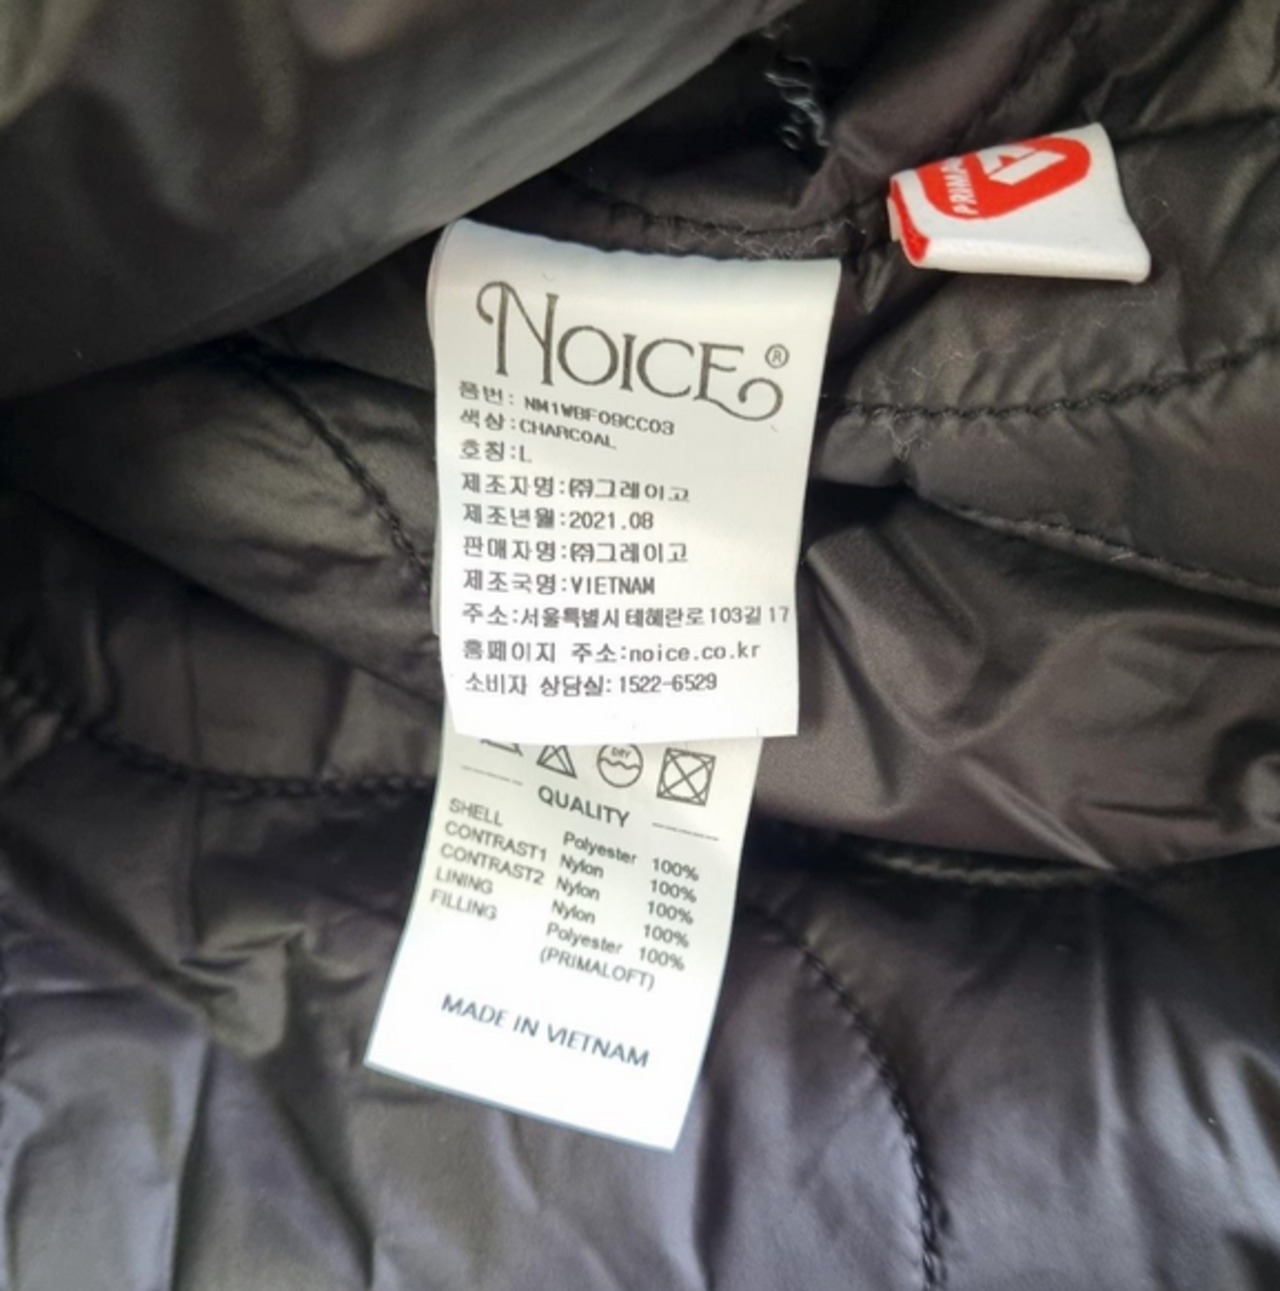 PRIMA
NOICE®
품번: NM1WBF09CC03
색상:CHARCOAL
호칭:L
제조자명:㈜그레이고
제조년월:2021.08
판매자명:㈜그레이고
제조국명:VIETNAM
주소:서울특별시 테헤란로103길 17
홈페이지 주소:noice.co.kr
소비자 상담실:1522-6529
DRY
QUALITY
SHELL Polyester 100%
CONTRAST1 Nylon 100%
CONTRAST2 Nylon 100%
LINING Nylon 100%
FILLING Polyester 100%
(PRIMALOFT)
MADE IN VIETNAM